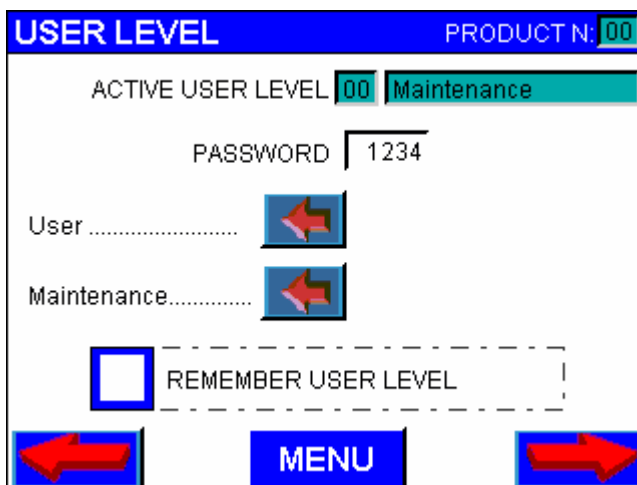 USER LEVEL PRODUCT N: 00
ACTIVE USER LEVEL 00 Maintenance
PASSWORD 1234
User .........................
Maintenance..............
REMEMBER USER LEVEL
MENU